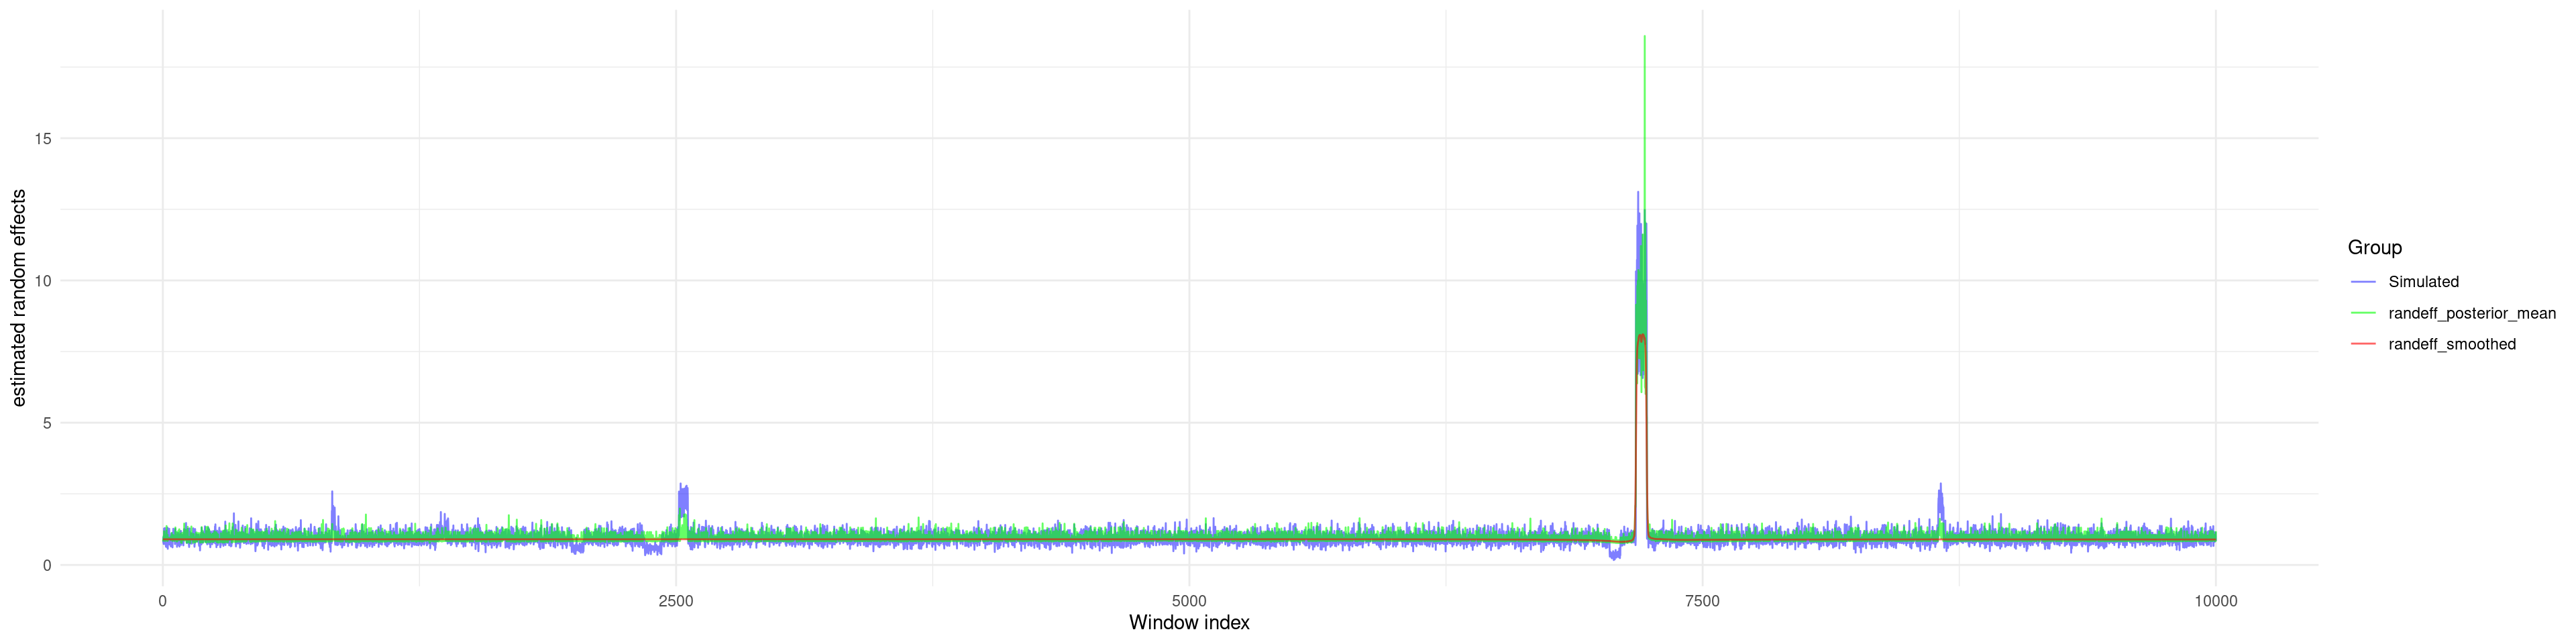 15
10
5
0
0
2500
5000
7500
10000
Window index
estimated random effects
Group
Simulated
randeff_posterior_mean
randeff_smoothed